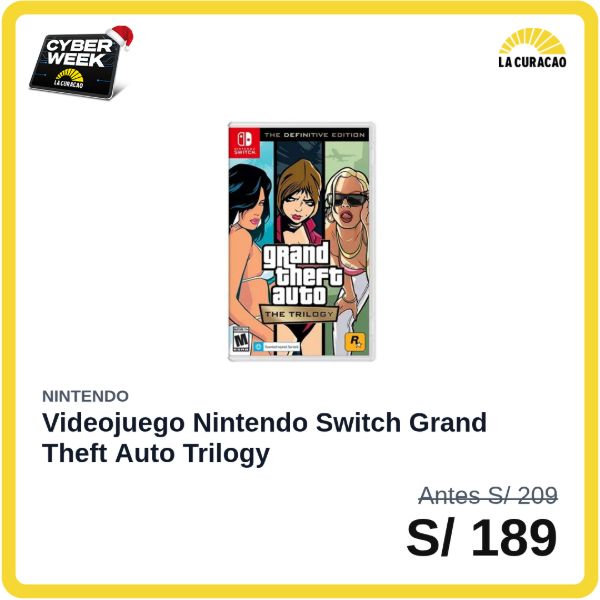 CYBER
WEEK
LA CURACAO
LA CURACAO
NINTENDO
SWITCH
THE DEFINITIVE EDITION
grand
theft
auto
THE TRILOGY
M
R
NINTENDO
Videojuego Nintendo Switch Grand
Theft Auto Trilogy
Antes S/ 209
S/ 189